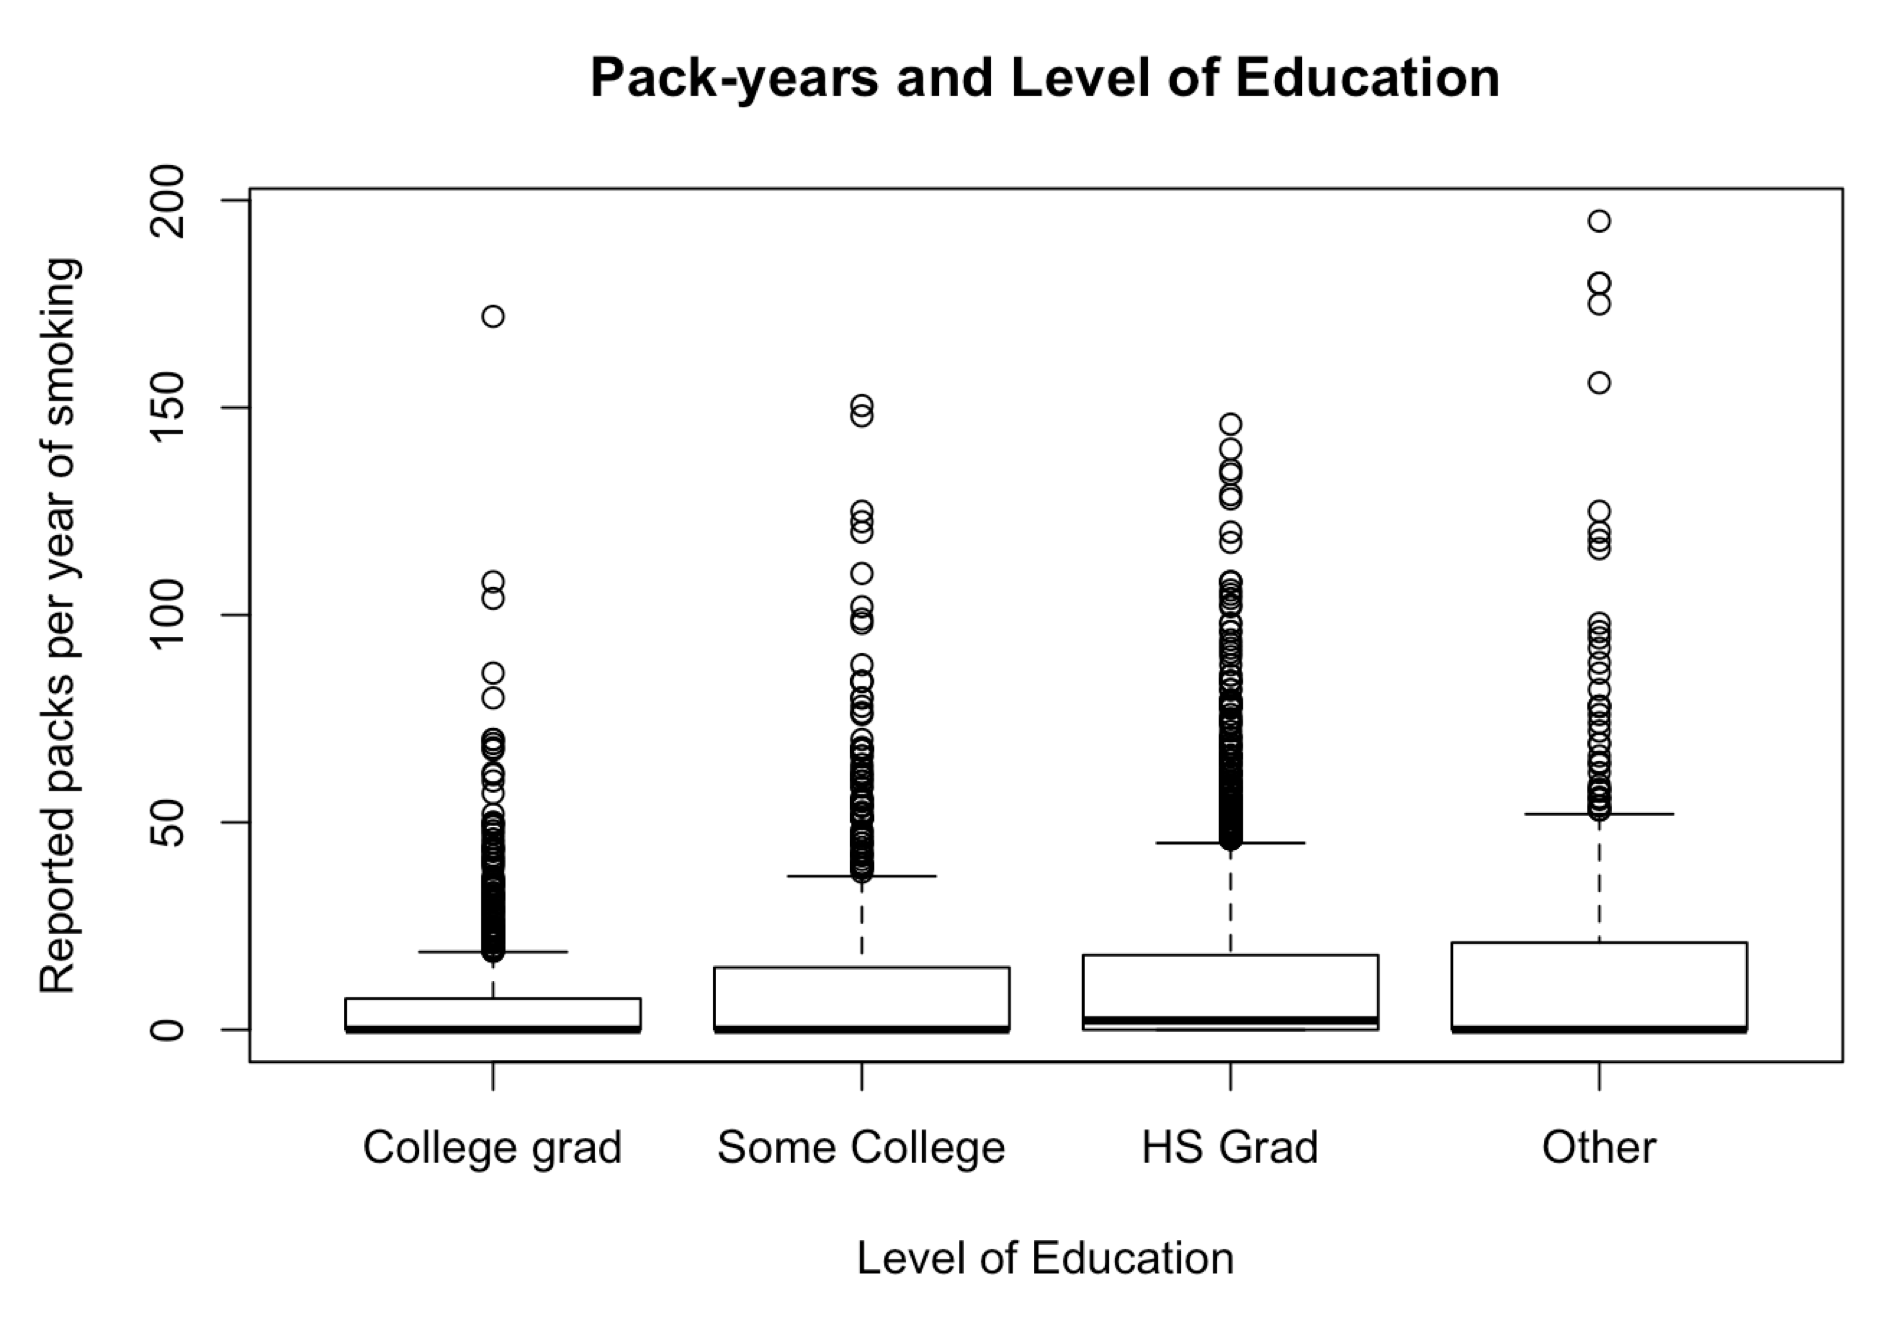 Pack-years and Level of Education
Reported packs per year of smoking
200
150
100
50
0
College grad
Some College
HS Grad
Other
Level of Education